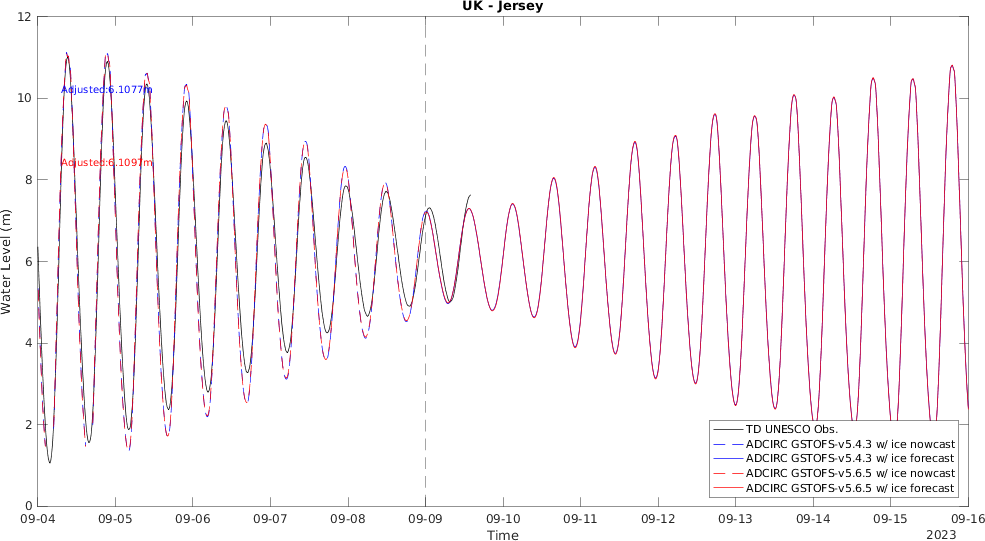 UK - Jersey
12
10
8
6
4
2
0
Water Level (m)
Adjusted:6.1077m
Adjusted:6.1097m
TD UNESCO Obs.
ADCIRC GSTOFS-v5.4.3 w/ ice nowcast
ADCIRC GSTOFS-v5.4.3 w/ ice forecast
ADCIRC GSTOFS-v5.6.5 w/ ice nowcast
ADCIRC GSTOFS-v5.6.5 w/ ice forecast
09-04 09-05 09-06 09-07 09-08 09-09 09-10 09-11 09-12 09-13 09-14 09-15 09-16
Time
2023